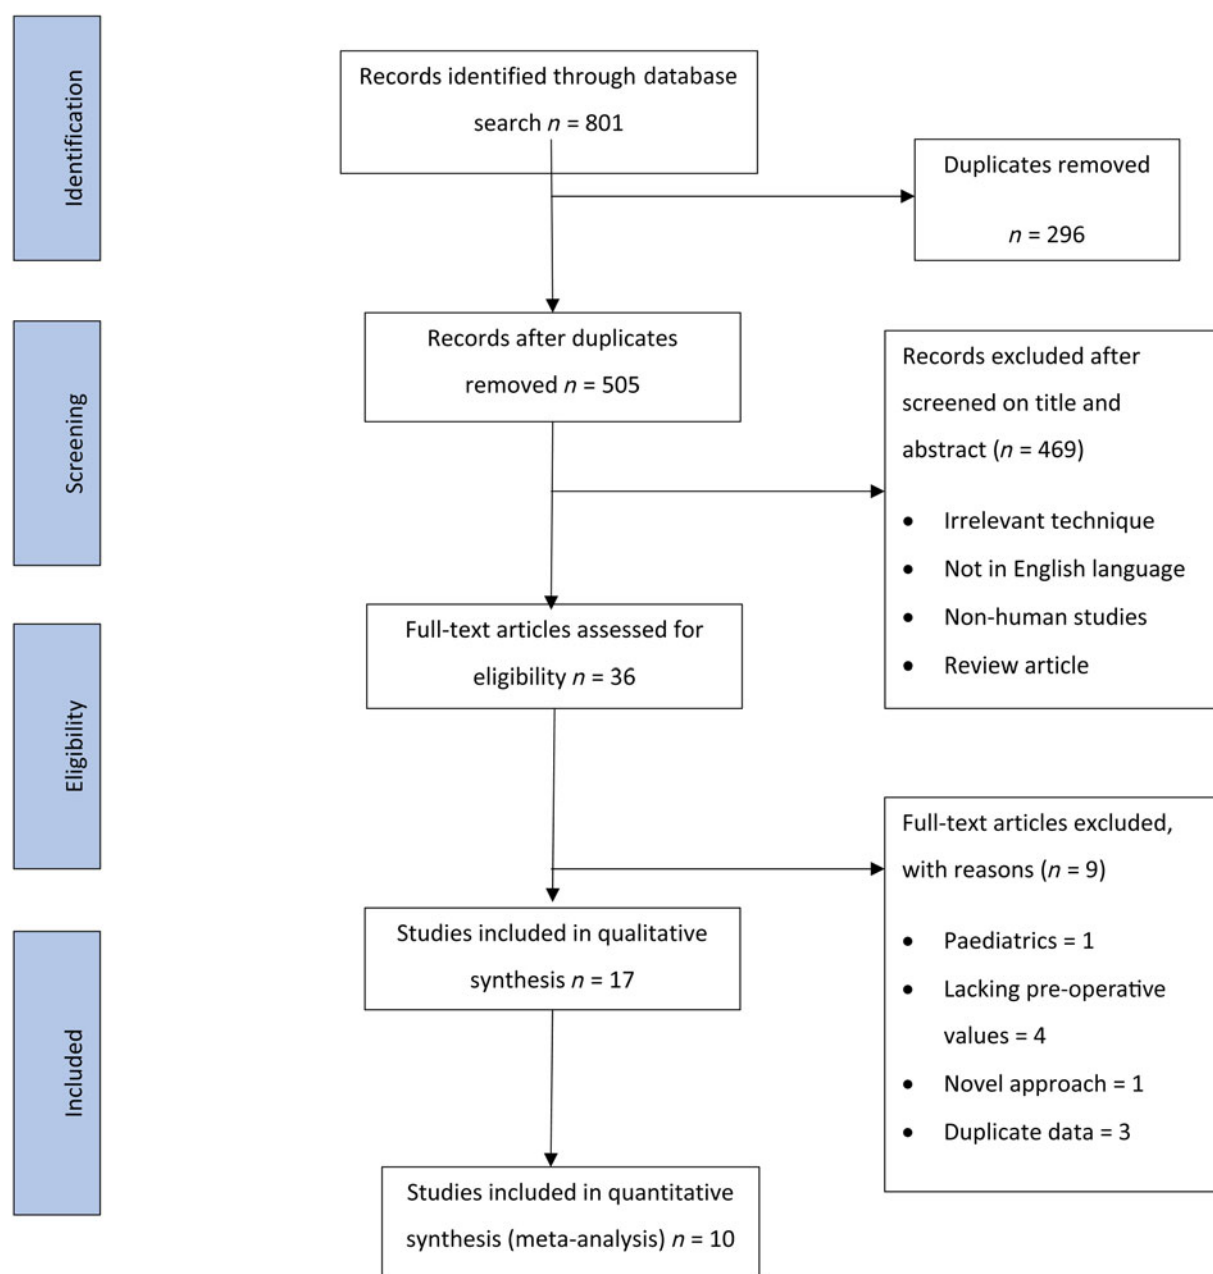 Identification
Records identified through database
search n = 801
Duplicates removed
n = 296
Screening
Records after duplicates
removed n = 505
Records excluded after
screened on title and
abstract (n = 469)
• Irrelevant technique
• Not in English language
• Non-human studies
• Review article
Eligibility
Full-text articles assessed for
eligibility n = 36
Full-text articles excluded,
with reasons (n = 9)
• Paediatrics = 1
• Lacking pre-operative
values = 4
• Novel approach = 1
• Duplicate data = 3
Included
Studies included in qualitative
synthesis n = 17
Studies included in quantitative
synthesis (meta-analysis) n = 10